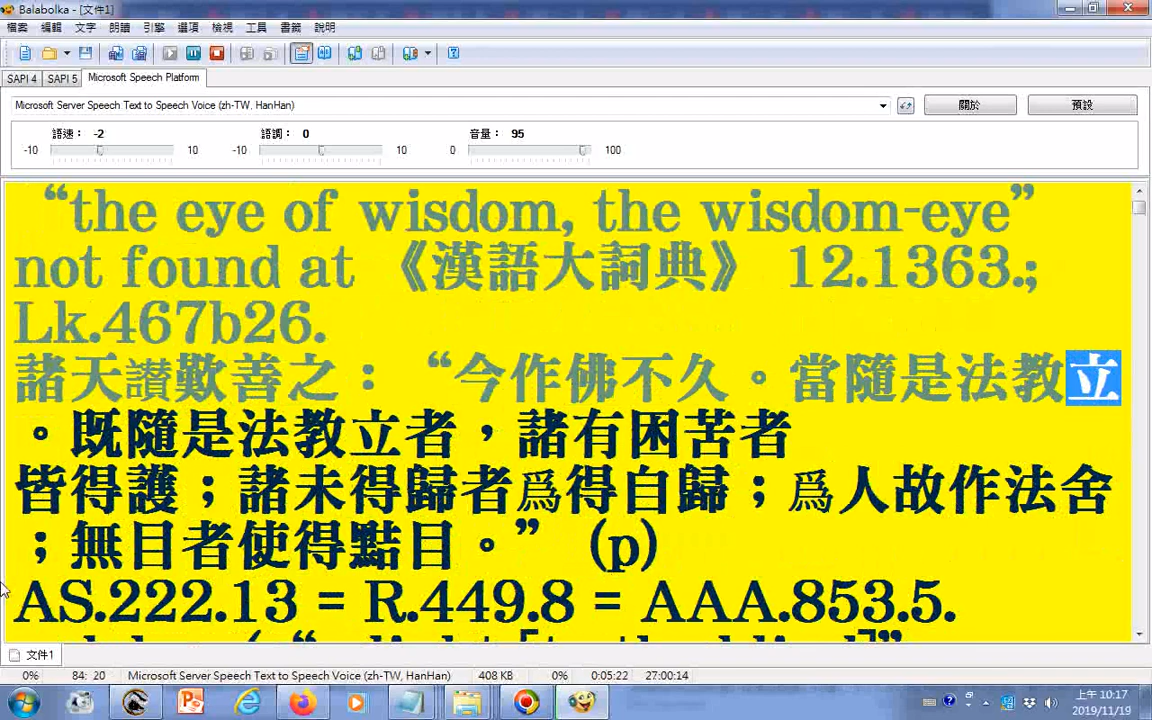 Balabolka - [文件1]
檔案 編輯 文字 朗讀 引擎 選項 檢視 工具 書籤 說明
SAPI 4 SAPI 5 Microsoft Speech Platform
Microsoft Server Speech Text to Speech Voice (zh-TW, HanHan) 關於 預設
語速： -2 語調： 0 音量： 95
-10 10 -10 10 0 100
“the eye of wisdom, the wisdom-eye”
not found at 《漢語大詞典》 12.1363.;
Lk.467b26.
諸天讃歎善之：“今作佛不久。當隨是法教立
。既隨是法教立者，諸有困苦者
皆得護；諸未得歸者爲得自歸；爲人故作法舍
；無目者使得黠目。” (p)
AS.222.13 = R.449.8 = AAA.853.5.
文件1
0% 84: 20 Microsoft Server Speech Text to Speech Voice (zh-TW, HanHan) 408 KB 0% 0:05:22 27:00:14
上午 10:17
2019/11/19